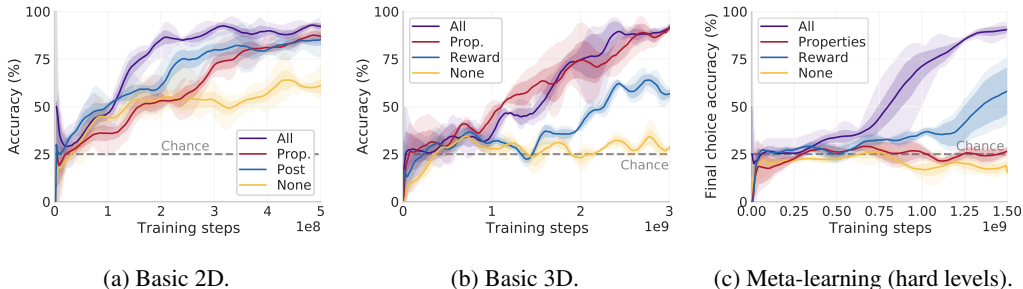 100
75
50
25
0
Accuracy (%)
Chance
All
Prop.
Post
None
0 1 2 3 4 5
Training steps
1e8
(a) Basic 2D.
100
75
50
25
0
Accuracy (%)
All
Prop.
Reward
None
Chance
0 1 2 3
Training steps
1e9
(b) Basic 3D.
100
75
50
25
0
Final choice accuracy (%)
All
Properties
Reward
None
Chance
0.00 0.25 0.50 0.75 1.00 1.25 1.50
Training steps
1e9
(c) Meta-learning (hard levels).